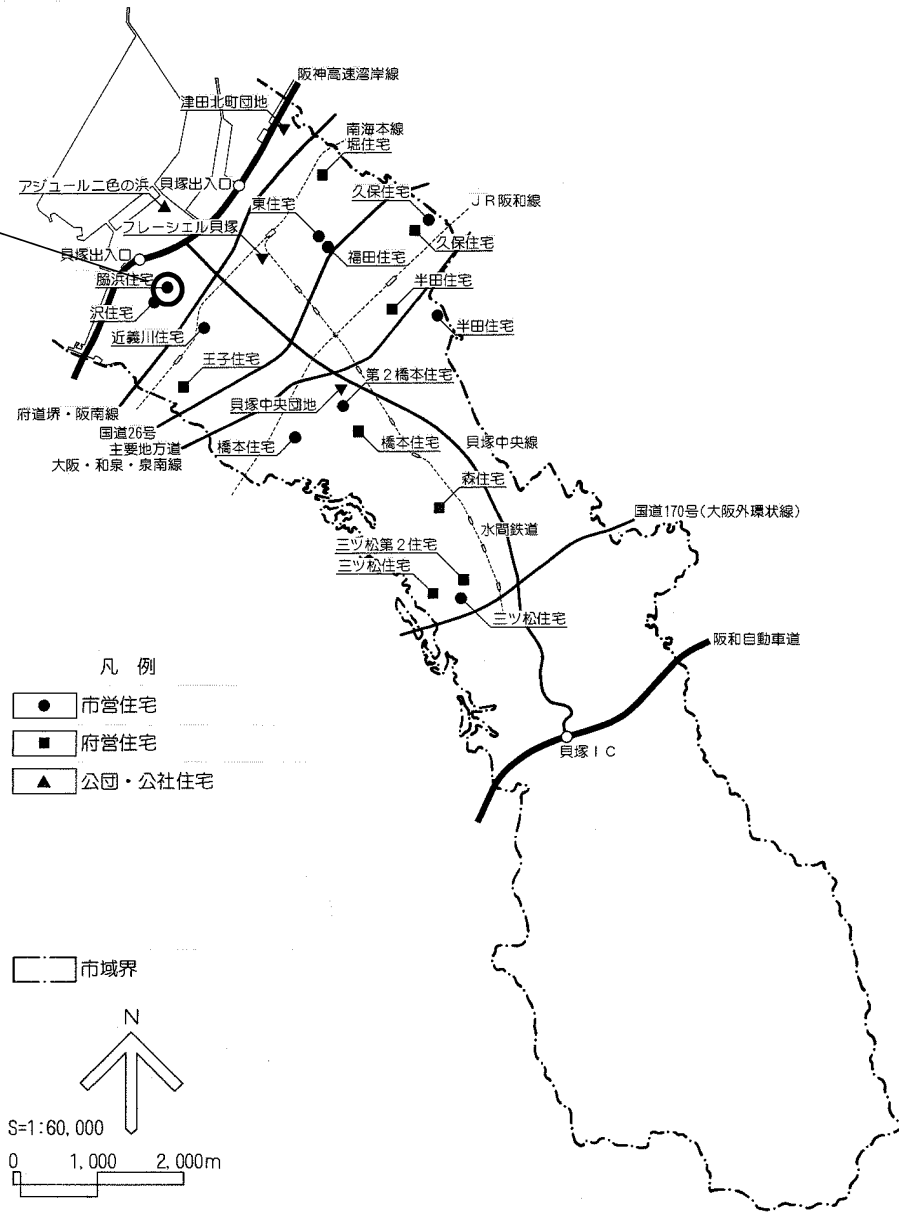 阪神高速湾岸線
津田北町団地
南海本線
堀住宅
アジュール二色の浜
貝塚出入口
久保住宅
JR阪和線
東住宅
フレーシェル貝塚
久保住宅
福田住宅
貝塚出入口
脇浜住宅
半田住宅
沢住宅
半田住宅
近義川住宅
王子住宅
第2橋本住宅
貝塚中央団地
府道堺・阪南線
国道26号
主要地方道
大阪・和泉・泉南線
橋本住宅
橋本住宅
貝塚中央線
森住宅
国道170号(大阪外環状線)
水間鉄道
三ツ松第2住宅
三ツ松住宅
三ツ松住宅
阪和自動車道
貝塚IC
凡 例
市営住宅
府営住宅
公団・公社住宅
市域界
N
S=1:60,000
0 1,000 2,000m